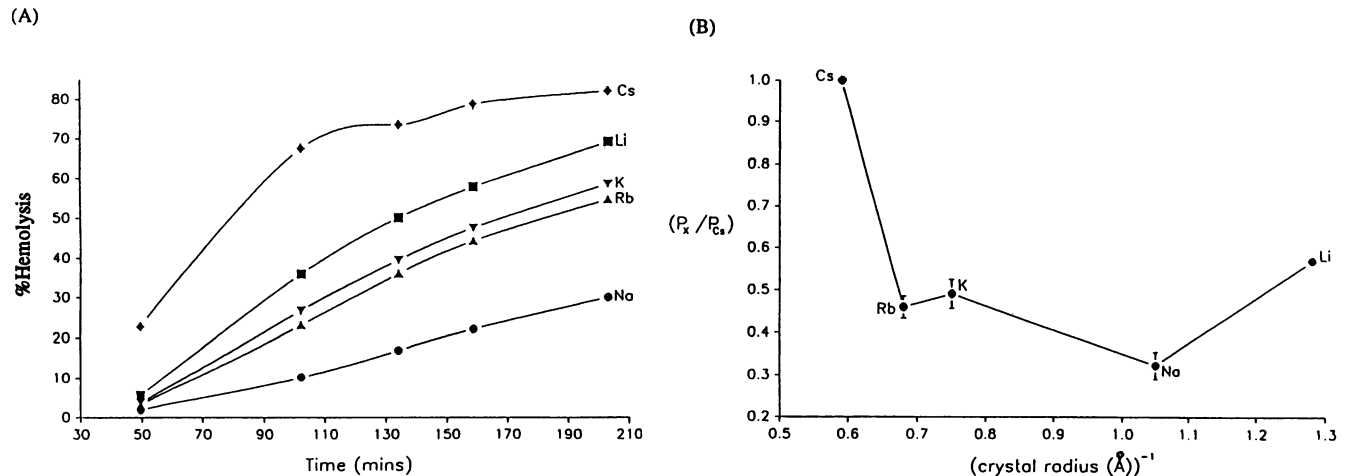 (A)
80
70
60
50
40
30
20
10
0
%Hemolysis
Cs
Li
K
Rb
Na
30 50 70 90 110 130 150 170 190 210
Time (mins)
(B)
1.0
0.9
0.8
0.7
0.6
0.5
0.4
0.3
0.2
(Px/PCs)
Cs
Rb
K
Na
Li
0.5 0.6 0.7 0.8 0.9 1.0 1.1 1.2 1.3
(crystal radius (Å))⁻¹